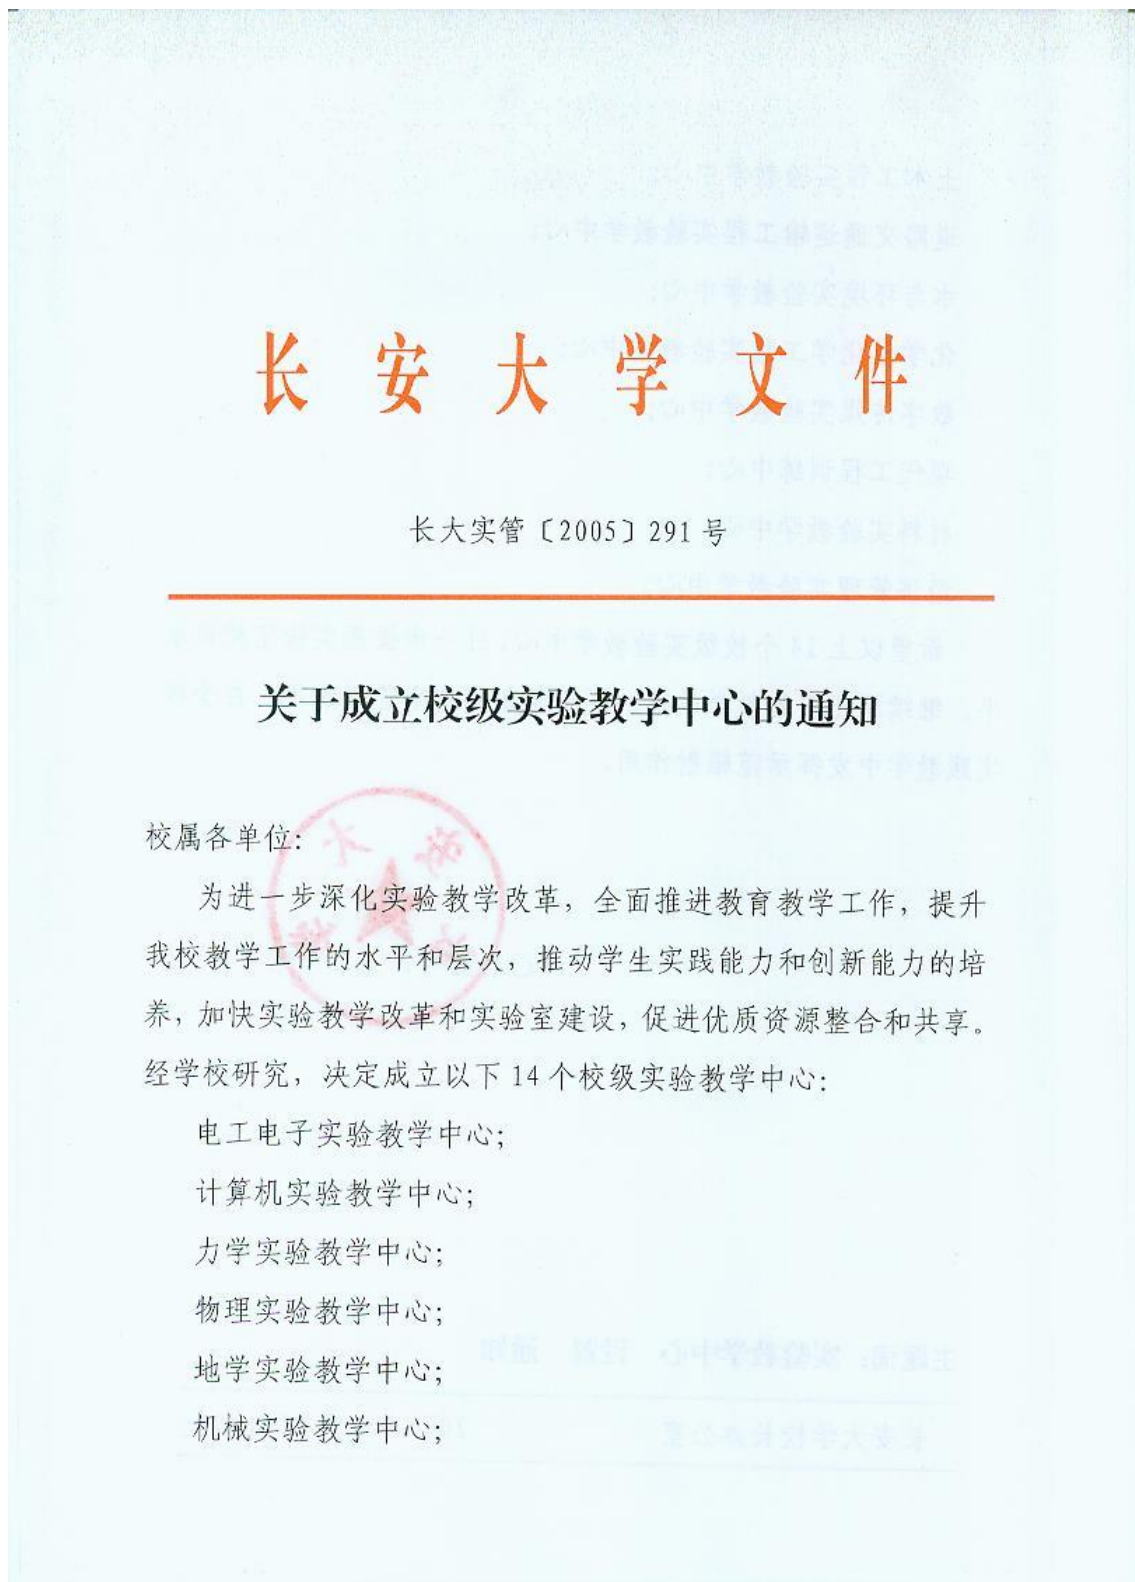 长安大学文件
长大实管〔2005〕291号
关于成立校级实验教学中心的通知
校属各单位:
为进一步深化实验教学改革，全面推进教育教学工作，提升
我校教学工作的水平和层次，推动学生实践能力和创新能力的培
养，加快实验教学改革和实验室建设，促进优质资源整合和共享。
经学校研究，决定成立以下14个校级实验教学中心:
电工电子实验教学中心;
计算机实验教学中心;
力学实验教学中心;
物理实验教学中心;
地学实验教学中心;
机械实验教学中心;